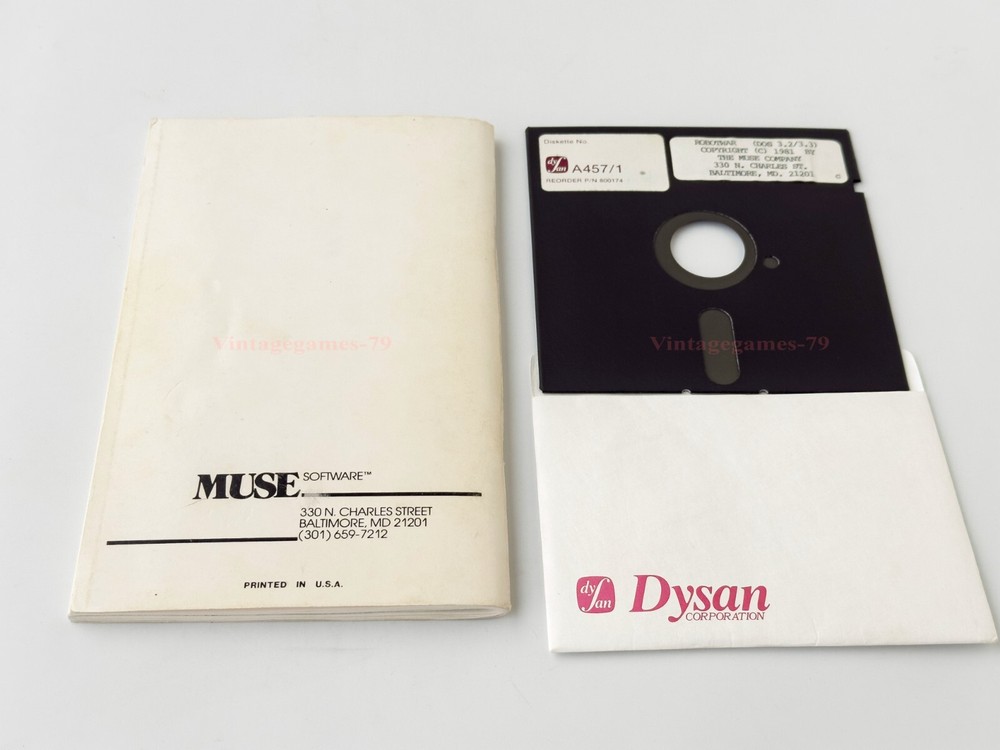 Vintagegames-79
MUSE SOFTWARE™
330 N. CHARLES STREET
BALTIMORE, MD 21201
(301) 659-7212
PRINTED IN U.S.A.
Diskette No.
dy
san
A457/1
REORDER P/N 800174
ROBOTWAR (DOS 3.2/3.3)
COPYRIGHT (C) 1981 BY
THE MUSE COMPANY
330 N. CHARLES ST.
BALTIMORE, MD. 21201
Vintagegames-79
dy
san
Dysan
CORPORATION